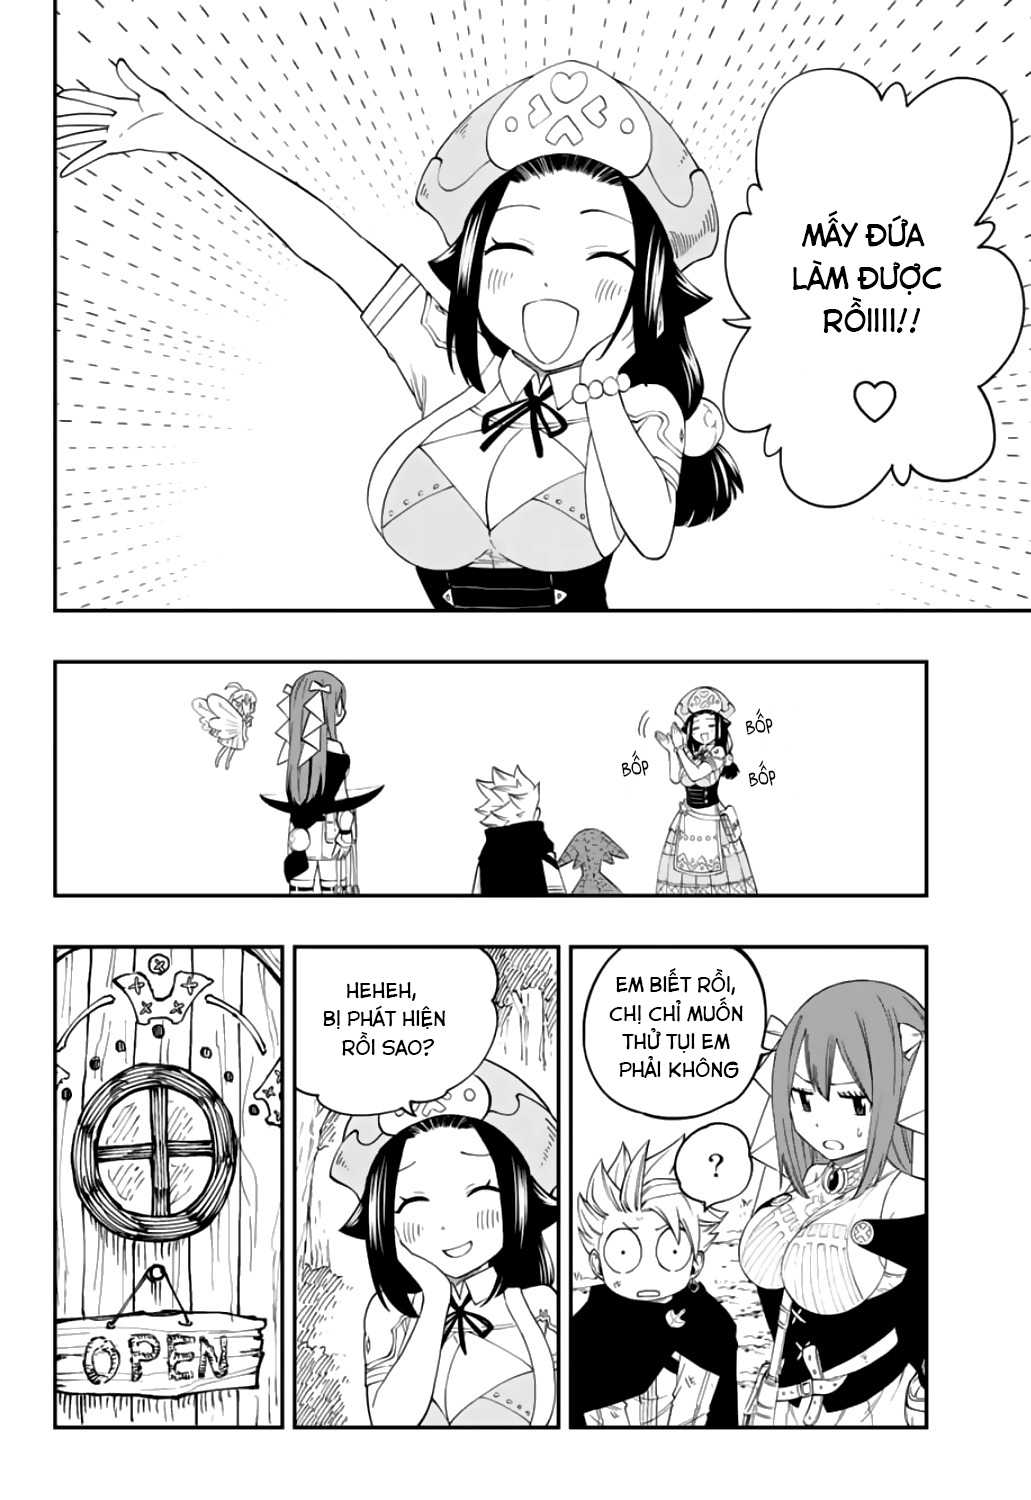 MẤY ĐỨA
LÀM ĐƯỢC
RỒIIII!!
BỐP
BỐP
BỐP
EM BIẾT RỒI,
CHỊ CHỈ MUỐN
THỬ TỤI EM
PHẢI KHÔNG
?
HEHEH,
BỊ PHÁT HIỆN
RỒI SAO?
OPEN